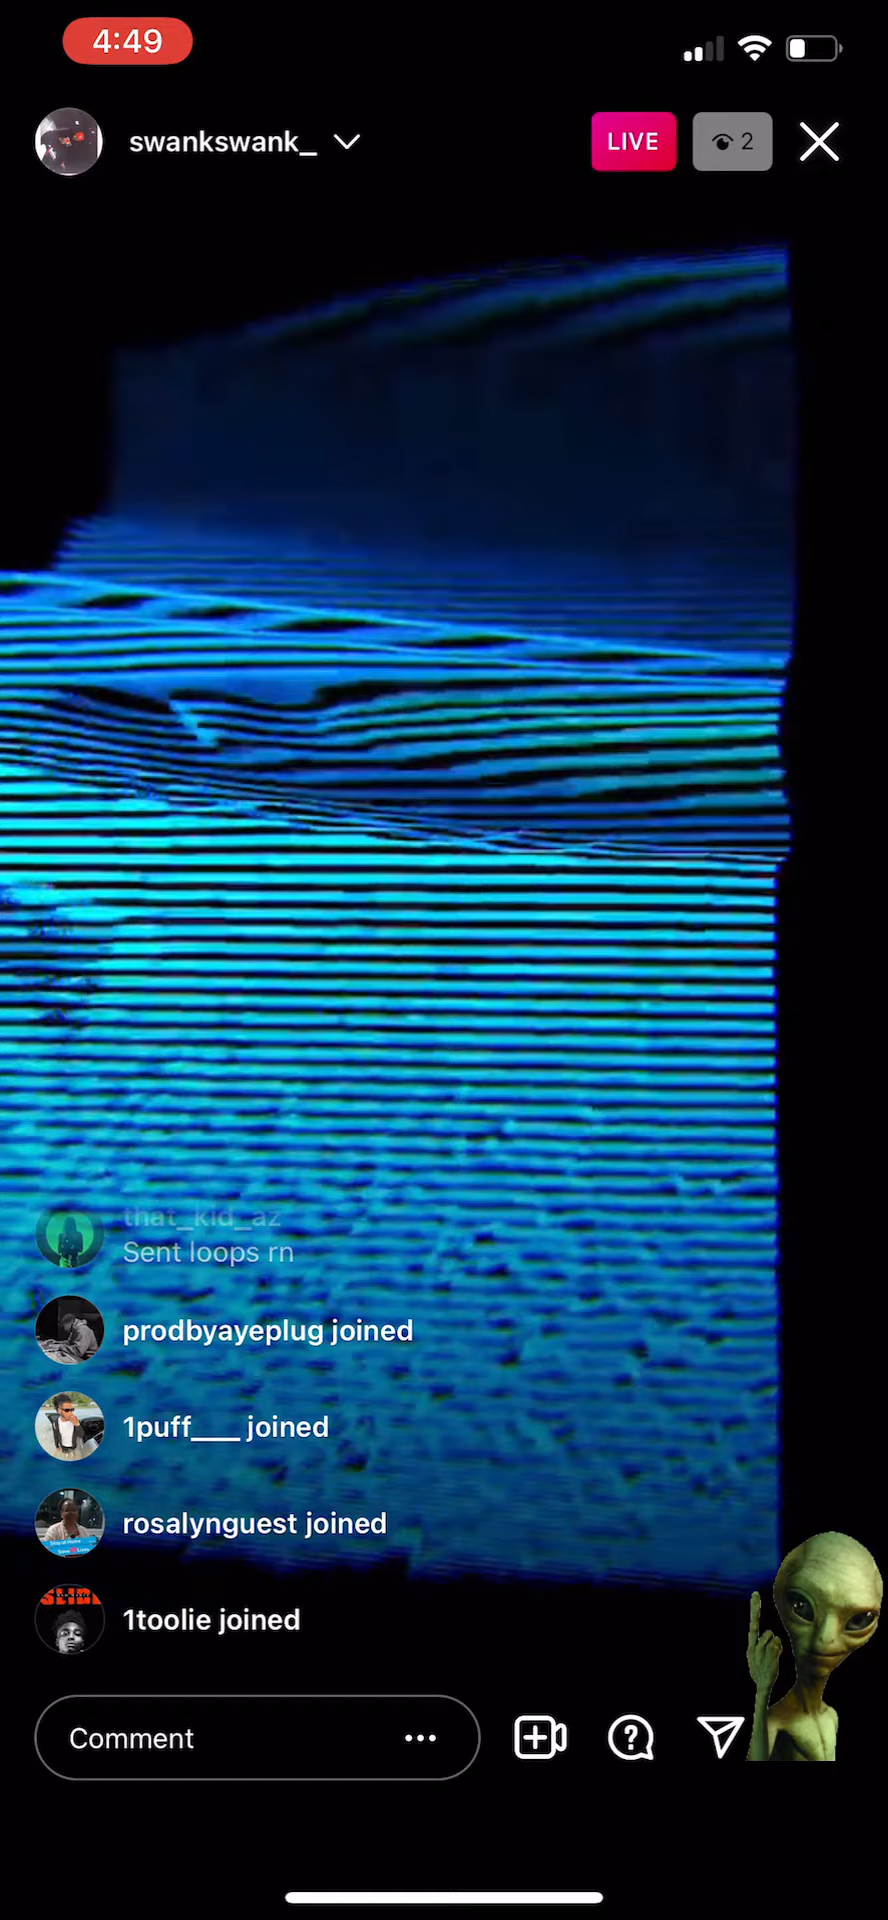 4:49
swankswank_
LIVE
2
that_kid_az
Sent loops rn
prodbyayeplug joined
1puff___ joined
rosalynguest joined
1toolie joined
Comment